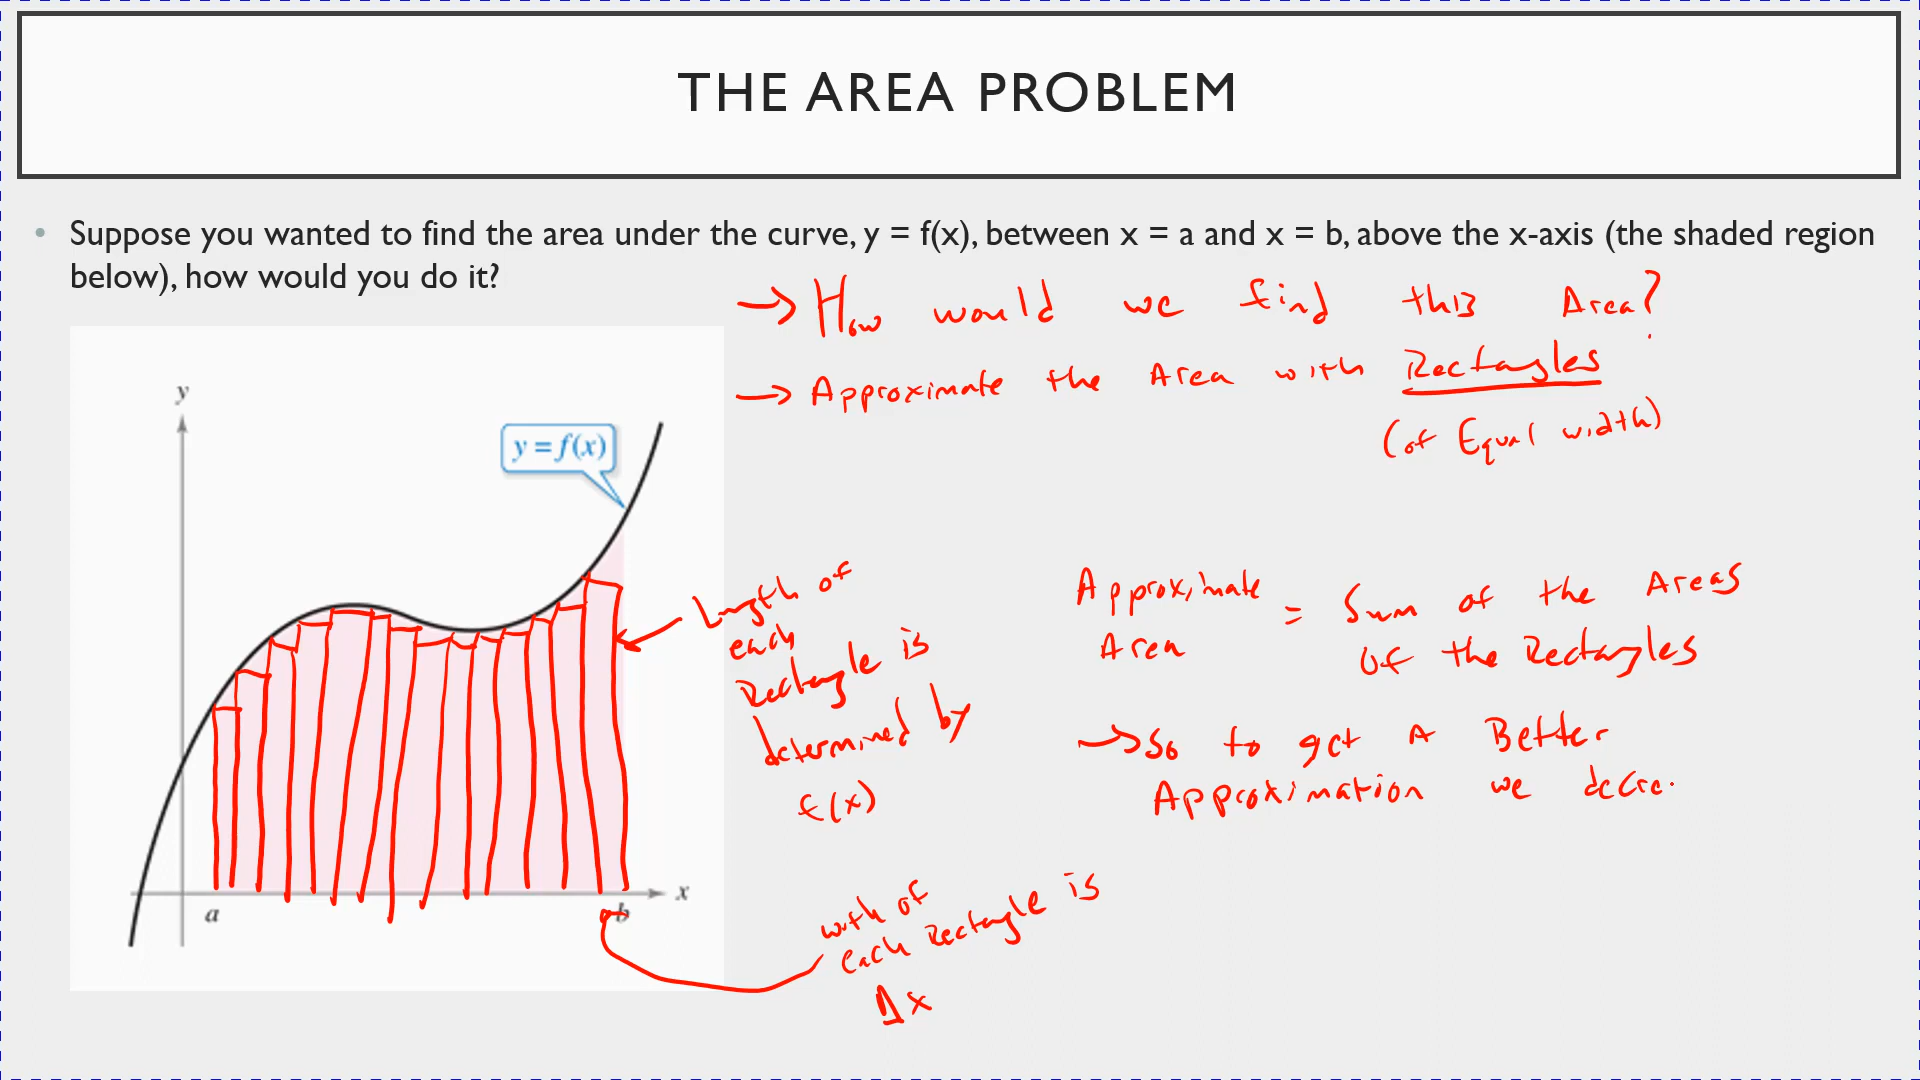 THE AREA PROBLEM
• Suppose you wanted to find the area under the curve, y = f(x), between x = a and x = b, above the x-axis (the shaded region
below), how would you do it?
→ How would we find this Area?
→ Approximate the Area with Rectangles
(of Equal width)
y
y = f(x)
a
b
x
Length of
each
Rectangle is
determined by
f(x)
with of
each Rectangle is
Δx
Approximate
Area
= Sum of the Areas
of the Rectangles
→ So to get A Better
Approximation we decre